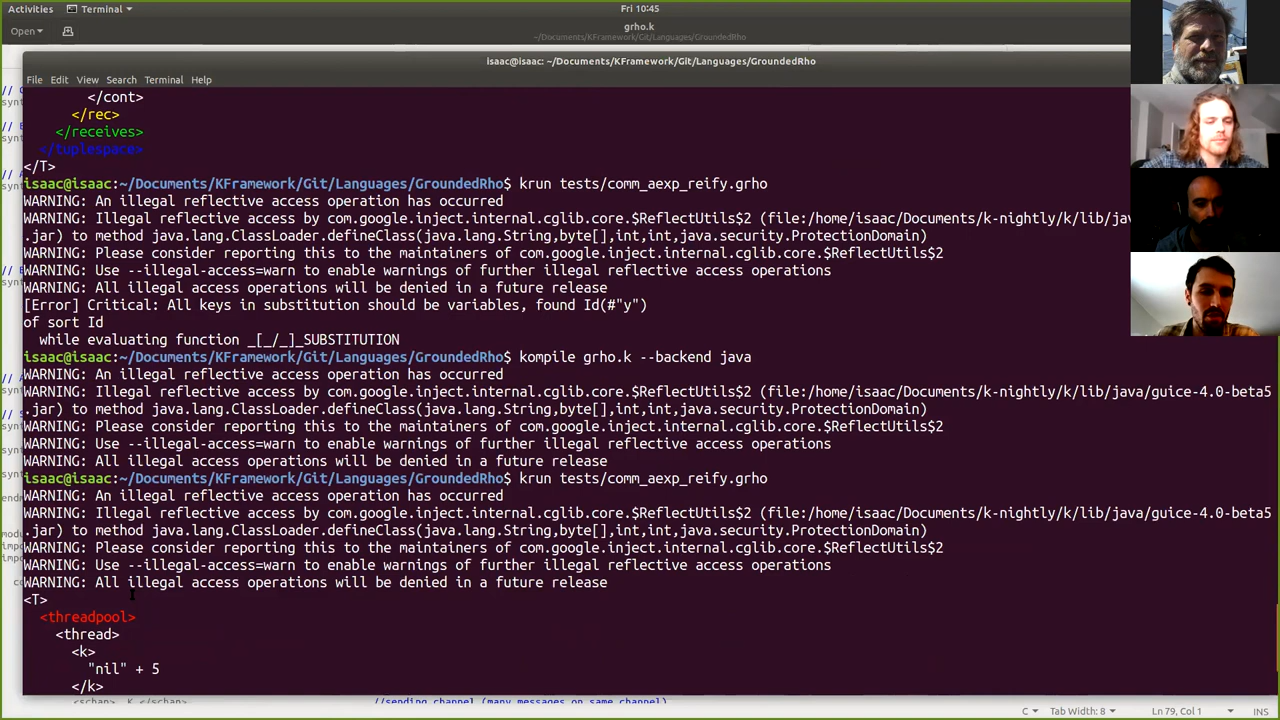 Activities Terminal Fri 10:45
Open grho.k
~/Documents/KFramework/Git/Languages/GroundedRho
isaac@isaac: ~/Documents/KFramework/Git/Languages/GroundedRho
File Edit View Search Terminal Help
</cont>
</rec>
</receives>
</tuplespace>
</T>
isaac@isaac:~/Documents/KFramework/Git/Languages/GroundedRho$ krun tests/comm_aexp_reify.grho
WARNING: An illegal reflective access operation has occurred
WARNING: Illegal reflective access by com.google.inject.internal.cglib.core.$ReflectUtils$2 (file:/home/isaac/Documents/k-nightly/k/lib/jav
.jar) to method java.lang.ClassLoader.defineClass(java.lang.String,byte[],int,int,java.security.ProtectionDomain)
WARNING: Please consider reporting this to the maintainers of com.google.inject.internal.cglib.core.$ReflectUtils$2
WARNING: Use --illegal-access=warn to enable warnings of further illegal reflective access operations
WARNING: All illegal access operations will be denied in a future release
[Error] Critical: All keys in substitution should be variables, found Id(#"y")
of sort Id
while evaluating function _[_/_]_SUBSTITUTION
isaac@isaac:~/Documents/KFramework/Git/Languages/GroundedRho$ kompile grho.k --backend java
WARNING: An illegal reflective access operation has occurred
WARNING: Illegal reflective access by com.google.inject.internal.cglib.core.$ReflectUtils$2 (file:/home/isaac/Documents/k-nightly/k/lib/java/guice-4.0-beta5
.jar) to method java.lang.ClassLoader.defineClass(java.lang.String,byte[],int,int,java.security.ProtectionDomain)
WARNING: Please consider reporting this to the maintainers of com.google.inject.internal.cglib.core.$ReflectUtils$2
WARNING: Use --illegal-access=warn to enable warnings of further illegal reflective access operations
WARNING: All illegal access operations will be denied in a future release
isaac@isaac:~/Documents/KFramework/Git/Languages/GroundedRho$ krun tests/comm_aexp_reify.grho
WARNING: An illegal reflective access operation has occurred
WARNING: Illegal reflective access by com.google.inject.internal.cglib.core.$ReflectUtils$2 (file:/home/isaac/Documents/k-nightly/k/lib/java/guice-4.0-beta5
.jar) to method java.lang.ClassLoader.defineClass(java.lang.String,byte[],int,int,java.security.ProtectionDomain)
WARNING: Please consider reporting this to the maintainers of com.google.inject.internal.cglib.core.$ReflectUtils$2
WARNING: Use --illegal-access=warn to enable warnings of further illegal reflective access operations
WARNING: All illegal access operations will be denied in a future release
<T>
<threadpool>
<thread>
<k>
"nil" + 5
</k>
<schan> K </schan> //sending channel (many messages on same channel)
C Tab Width: 8 Ln 79, Col 1 INS